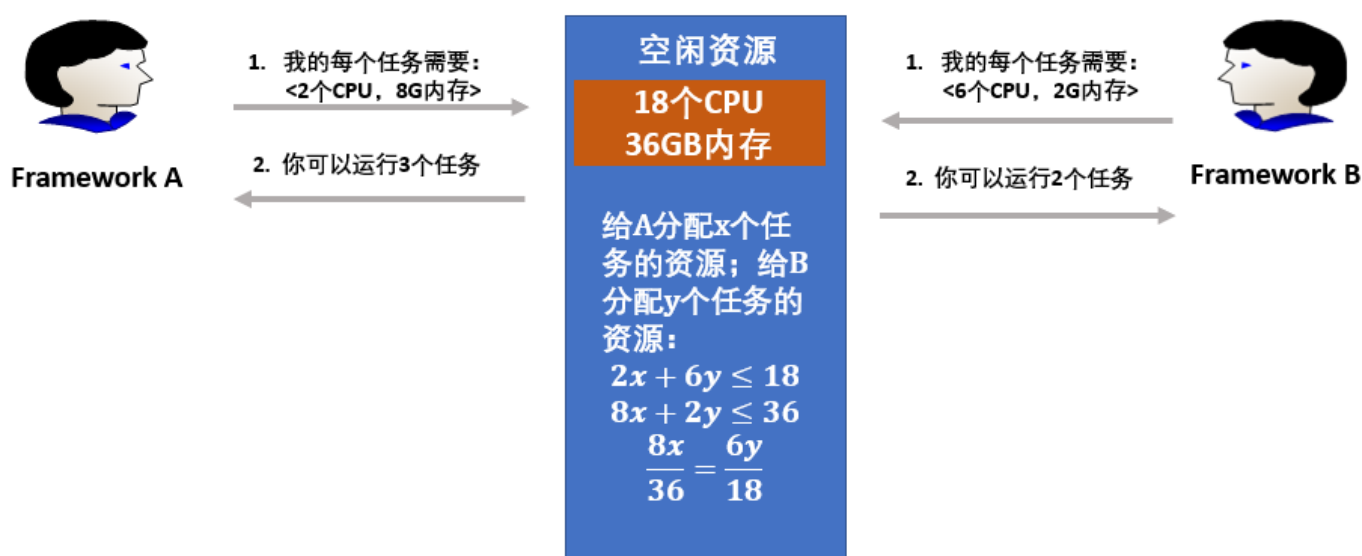 1. 我的每个任务需要：
<2个CPU，8G内存>
2. 你可以运行3个任务
Framework A
空闲资源
18个CPU
36GB内存
给A分配x个任
务的资源；给B
分配y个任务的
资源：
2x + 6y ≤ 18
8x + 2y ≤ 36
8x/36 = 6y/18
1. 我的每个任务需要：
<6个CPU，2G内存>
2. 你可以运行2个任务
Framework B